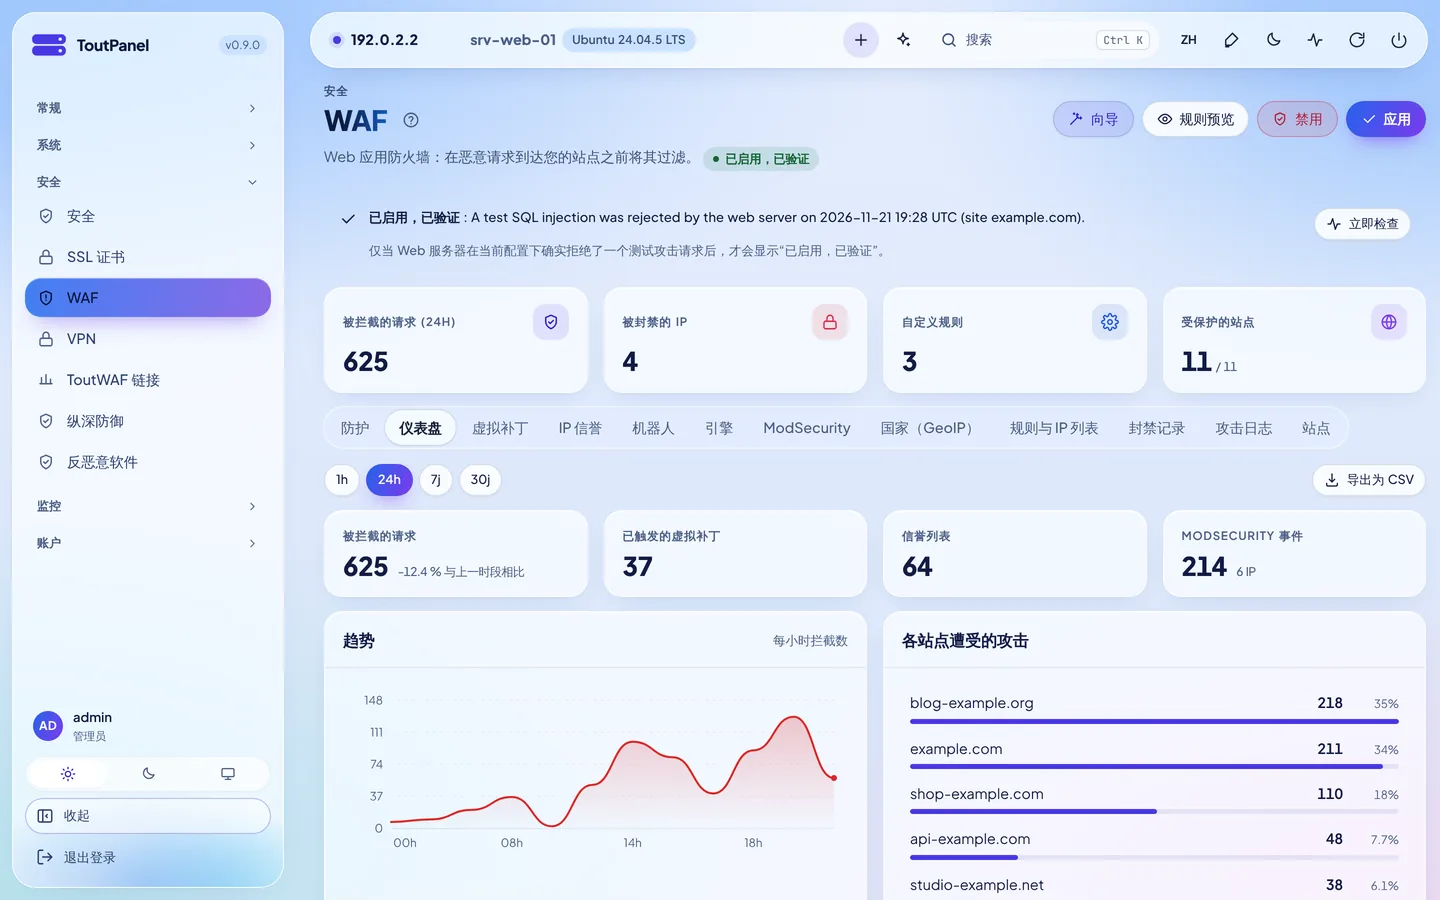 ToutPanel
v0.9.0
常规
系统
安全
安全
SSL 证书
WAF
VPN
ToutWAF 链接
纵深防御
反恶意软件
监控
账户
AD
admin
管理员
收起
退出登录
192.0.2.2
srv-web-01
Ubuntu 24.04.5 LTS
搜索
Ctrl K
ZH
安全
WAF
向导
规则预览
禁用
应用
Web 应用防火墙：在恶意请求到达您的站点之前将其过滤。
已启用，已验证
已启用，已验证 : A test SQL injection was rejected by the web server on 2026-11-21 19:28 UTC (site example.com).
仅当 Web 服务器在当前配置下确实拒绝了一个测试攻击请求后，才会显示“已启用，已验证”。
立即检查
被拦截的请求 (24H)
625
被封禁的 IP
4
自定义规则
3
受保护的站点
11 / 11
防护
仪表盘
虚拟补丁
IP 信誉
机器人
引擎
ModSecurity
国家（GeoIP）
规则与 IP 列表
封禁记录
攻击日志
站点
1h
24h
7j
30j
导出为 CSV
被拦截的请求
625 -12.4 % 与上一时段相比
已触发的虚拟补丁
37
信誉列表
64
MODSECURITY 事件
214 6 IP
趋势
每小时拦截数
148
111
74
37
0
00h
08h
14h
18h
各站点遭受的攻击
blog-example.org 218 35%
example.com 211 34%
shop-example.com 110 18%
api-example.com 48 7.7%
studio-example.net 38 6.1%